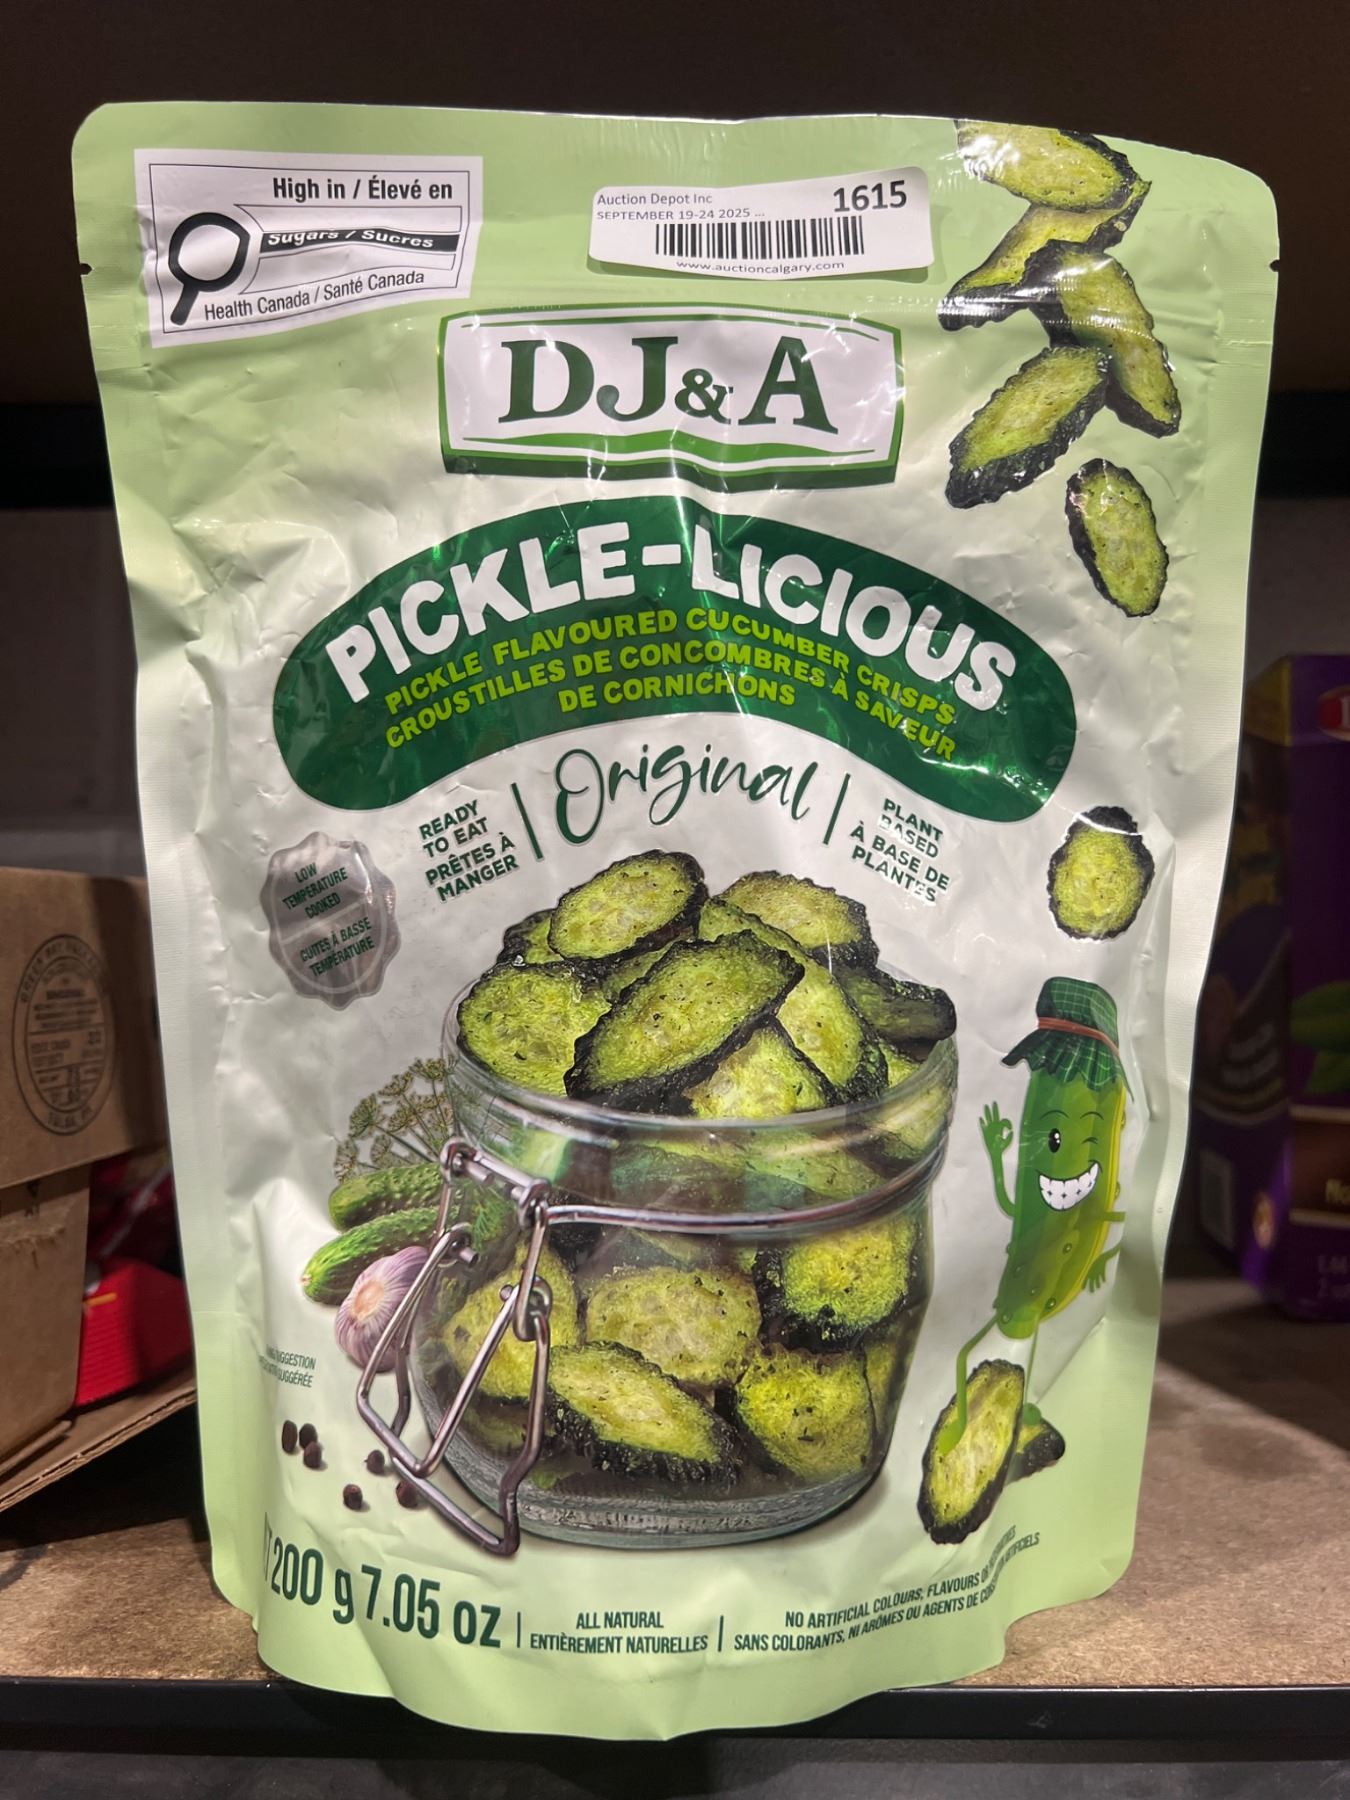 High in / Élevé en
Sugars / Sucres
Health Canada / Santé Canada
Auction Depot Inc
SEPTEMBER 19-24 2025 ...
1615
www.auctioncalgary.com
DJ&A
PICKLE-LICIOUS
PICKLE FLAVOURED CUCUMBER CRISPS
CROUSTILLES DE CONCOMBRES À SAVEUR
DE CORNICHONS
READY
TO EAT
PRÊTES À
MANGER
Original
PLANT
BASED
À BASE DE
PLANTES
LOW
TEMPERATURE
COOKED
CUITES À BASSE
TEMPÉRATURE
SUGGÉRÉE
200 g 7.05 oz
ALL NATURAL
ENTIÈREMENT NATURELLES
NO ARTIFICIAL COLOURS, FLAVOURS
SANS COLORANTS, NI ARÔMES OU AGENTS DE